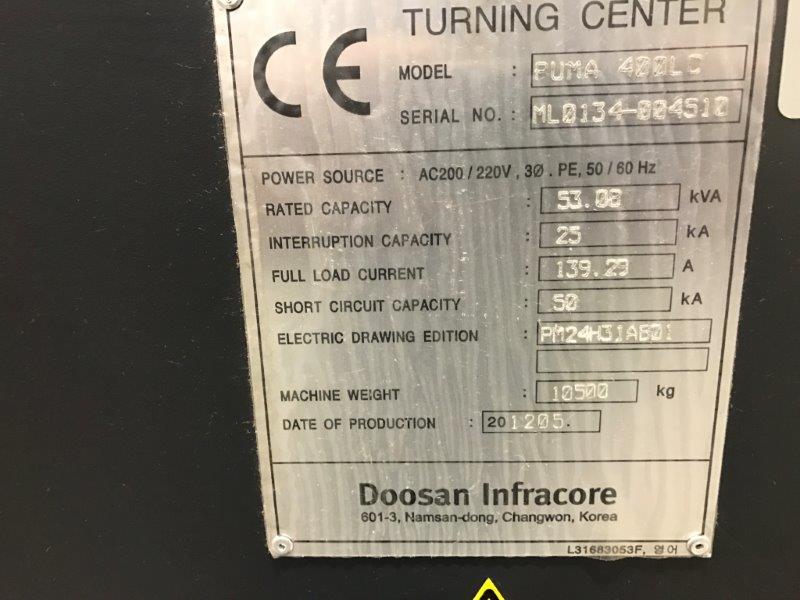 TURNING CENTER
CE
MODEL : PUMA 400LC
SERIAL NO. : ML0134-004510
POWER SOURCE : AC200 / 220V , 3Ø . PE, 50 / 60 Hz
RATED CAPACITY : 53.08 kVA
INTERRUPTION CAPACITY : 25 kA
FULL LOAD CURRENT : 139.29 A
SHORT CIRCUIT CAPACITY : 50 kA
ELECTRIC DRAWING EDITION : PM24H31AB01
MACHINE WEIGHT : 10500 kg
DATE OF PRODUCTION : 201205.
Doosan Infracore
601-3, Namsan-dong, Changwon, Korea
L31683053F, 영어